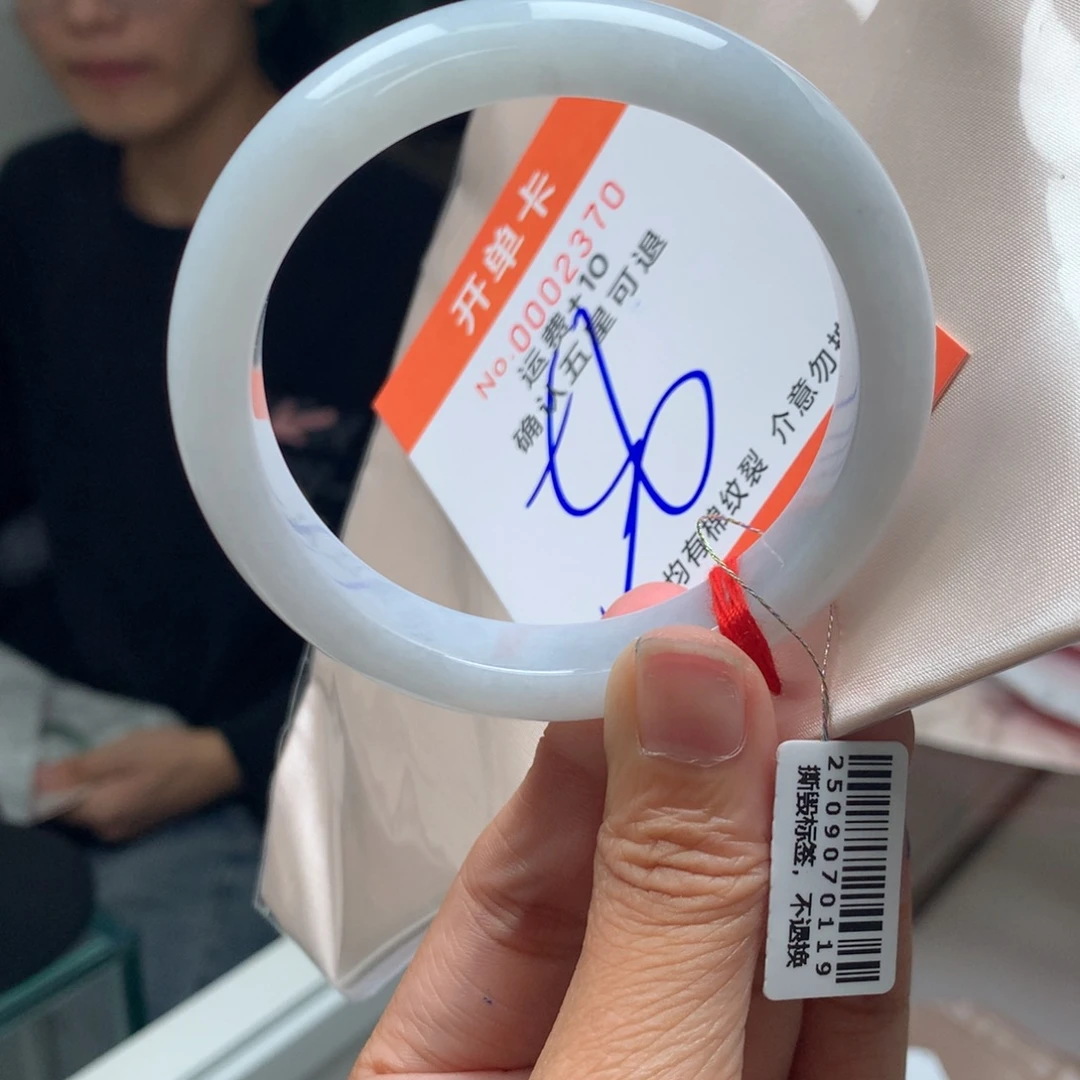 开单卡
No.0002370
运费+10
确认五星可退
均有棉纹裂 介意勿
2509070119
撕毁标签，不退换